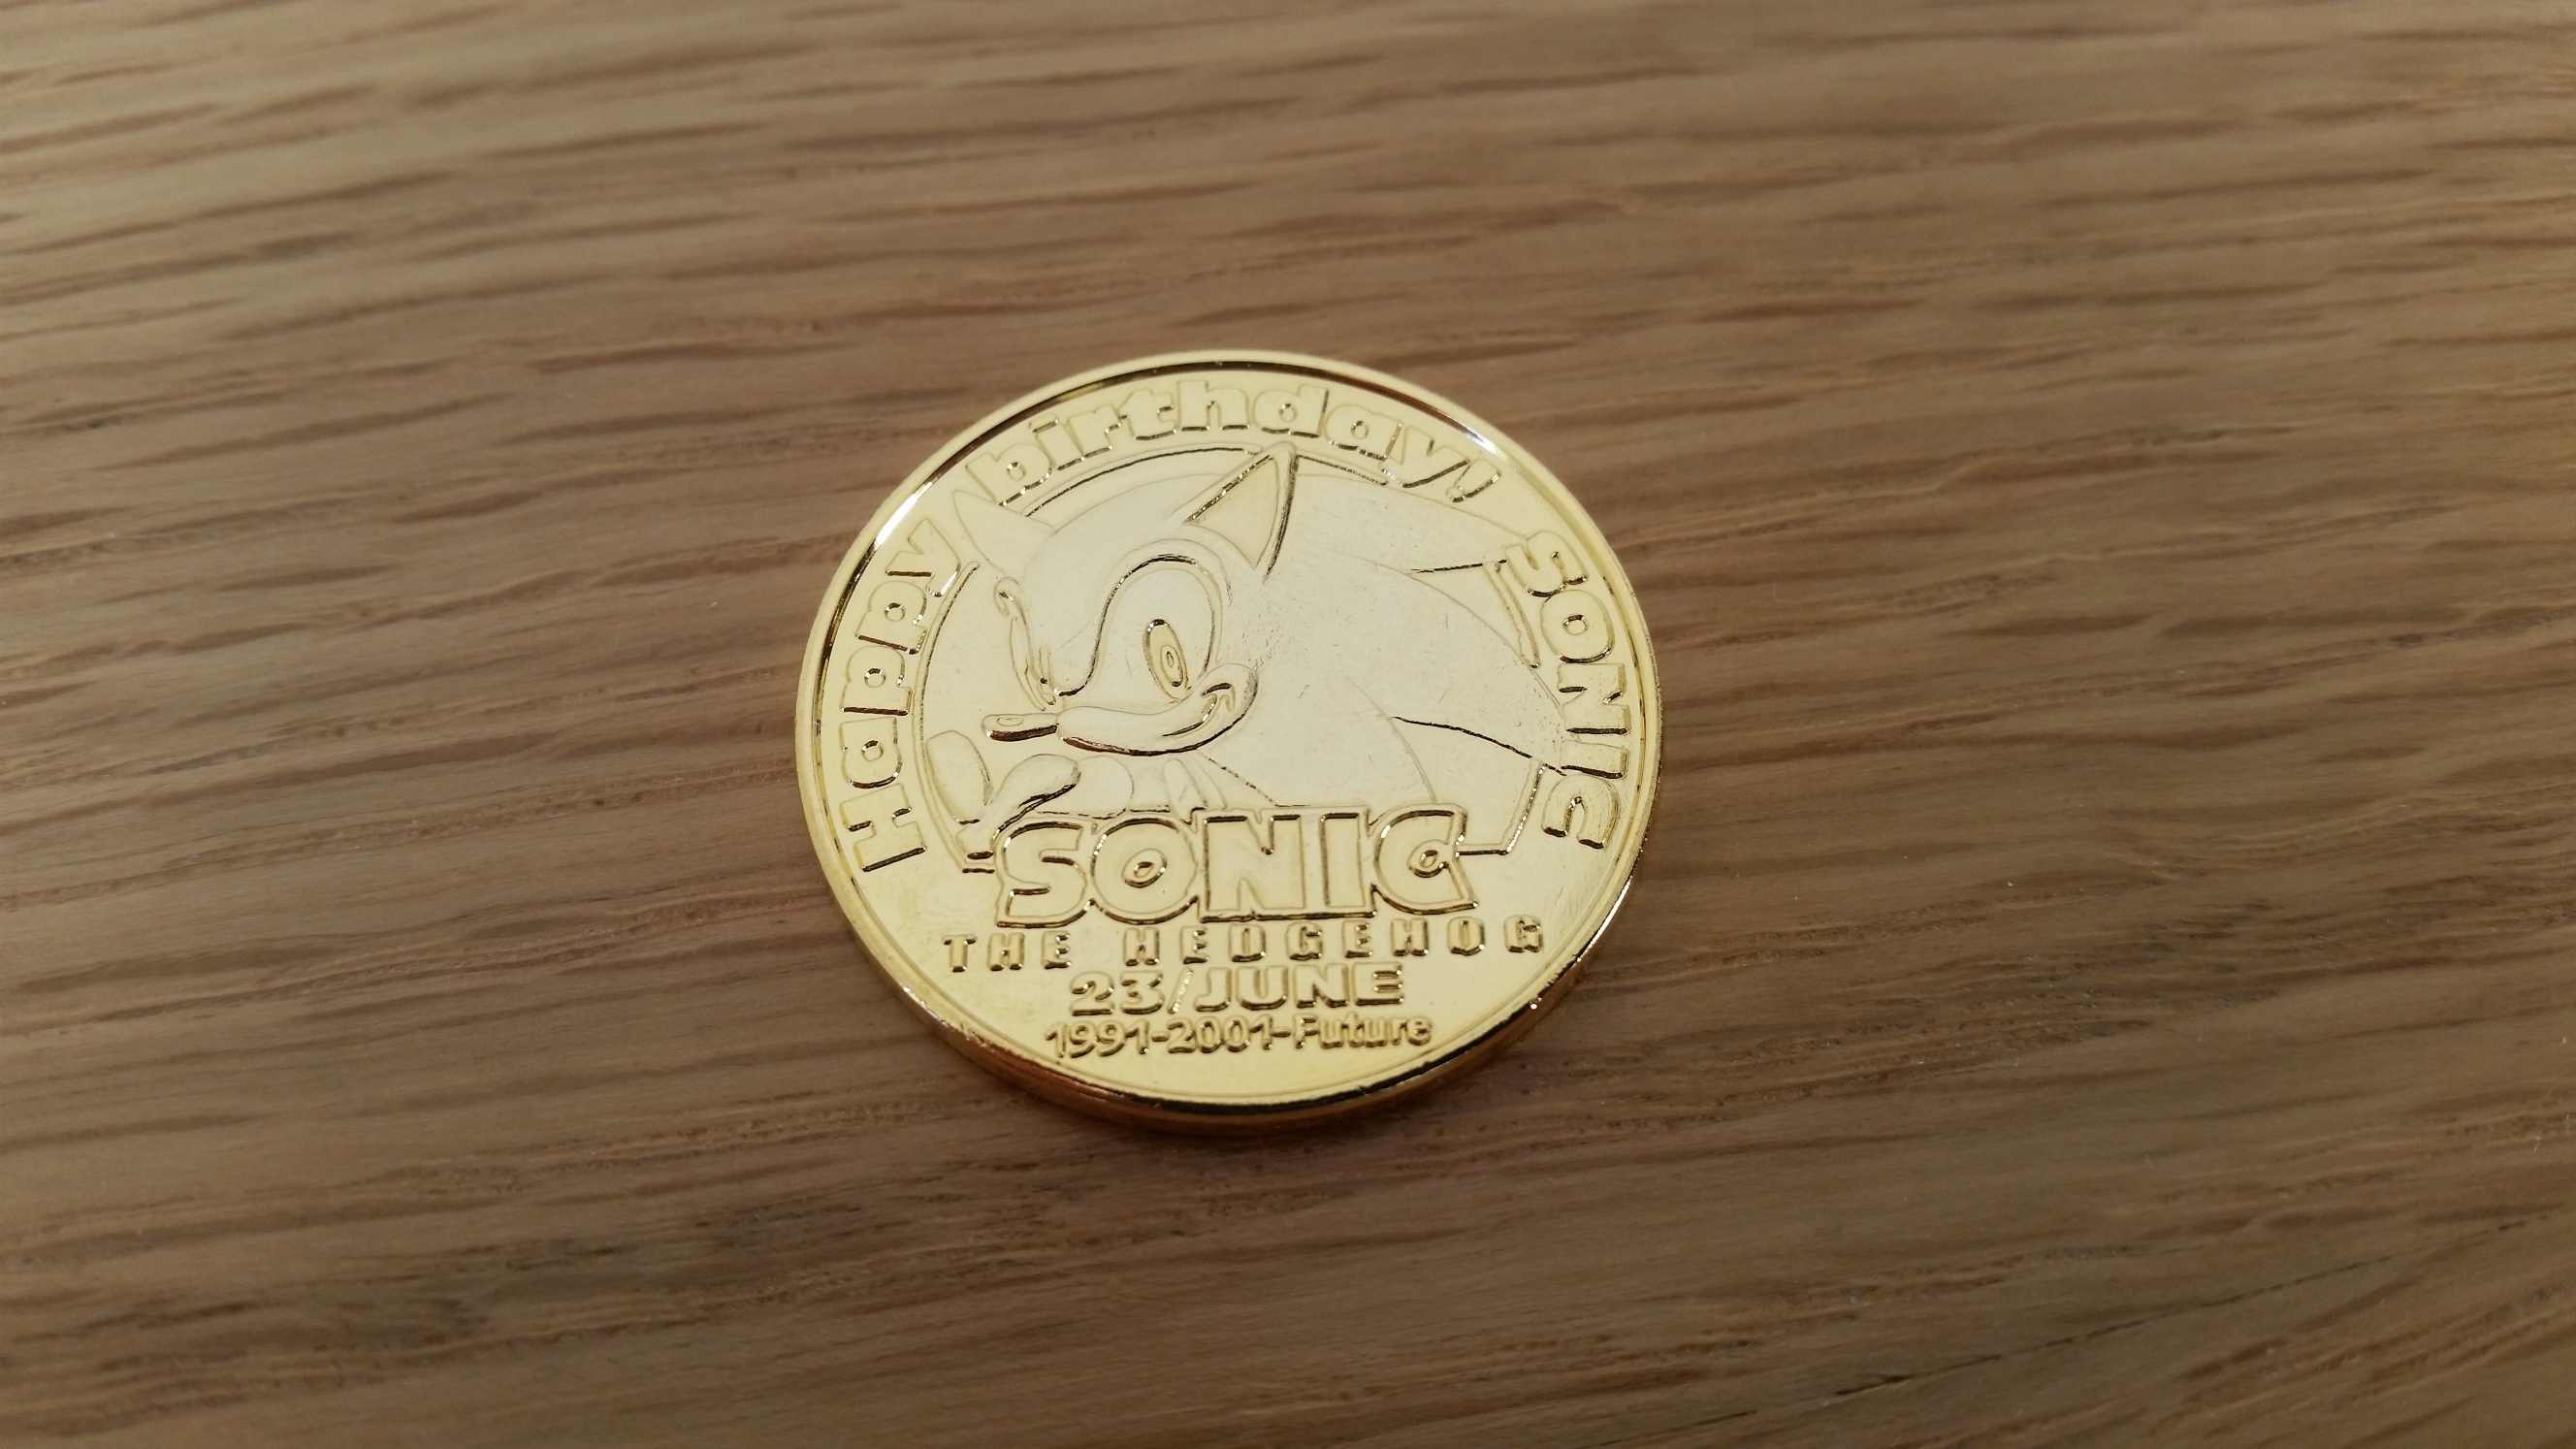 Happy birthday! SONIC
SONIC
THE HEDGEHOG
23/JUNE
1991-2001-Future